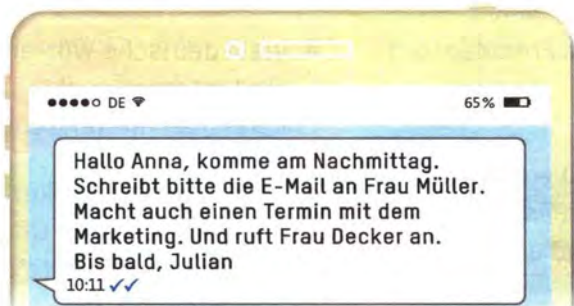 ●●●●○ DE 65%
Hallo Anna, komme am Nachmittag.
Schreibt bitte die E-Mail an Frau Müller.
Macht auch einen Termin mit dem
Marketing. Und ruft Frau Decker an.
Bis bald, Julian
10:11 ✓✓